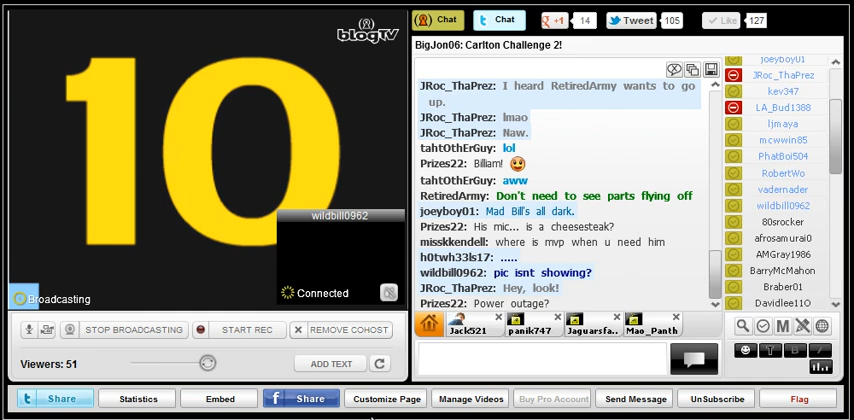 10
blogTV
wildbill0962
Broadcasting
Connected
STOP BROADCASTING
START REC
REMOVE COHOST
Viewers: 51
ADD TEXT
Chat
Chat
g +1
14
Tweet
105
Like
127
BigJon06: Carlton Challenge 2!
JRoc_ThaPrez: I heard RetiredArmy wants to go
up.
JRoc_ThaPrez: lmao
JRoc_ThaPrez: Naw.
tahtOthErGuy: lol
Prizes22: Billiam!
tahtOthErGuy: aww
RetiredArmy: Don't need to see parts flying off
joeyboy01: Mad Bill's all dark.
Prizes22: His mic... is a cheesesteak?
misskkendell: where is mvp when u need him
h0twh33ls17: .....
wildbill0962: pic isnt showing?
JRoc_ThaPrez: Hey, look!
Prizes22: Power outage?
Jack521
panik747
Jaguarsfa..
Mao_Panth
joeyboy01
JRoc_ThaPrez
kev347
LA_Bud1388
ljmaya
mcwwin85
PhatBoi504
RobertWo
vadernader
wildbill0962
80srocker
afrosamurai0
AMGray1986
BarryMcMahon
Braber01
Davidlee11O
M
T
B
I
Share
Statistics
Embed
Share
Customize Page
Manage Videos
Buy Pro Account
Send Message
UnSubscribe
Flag